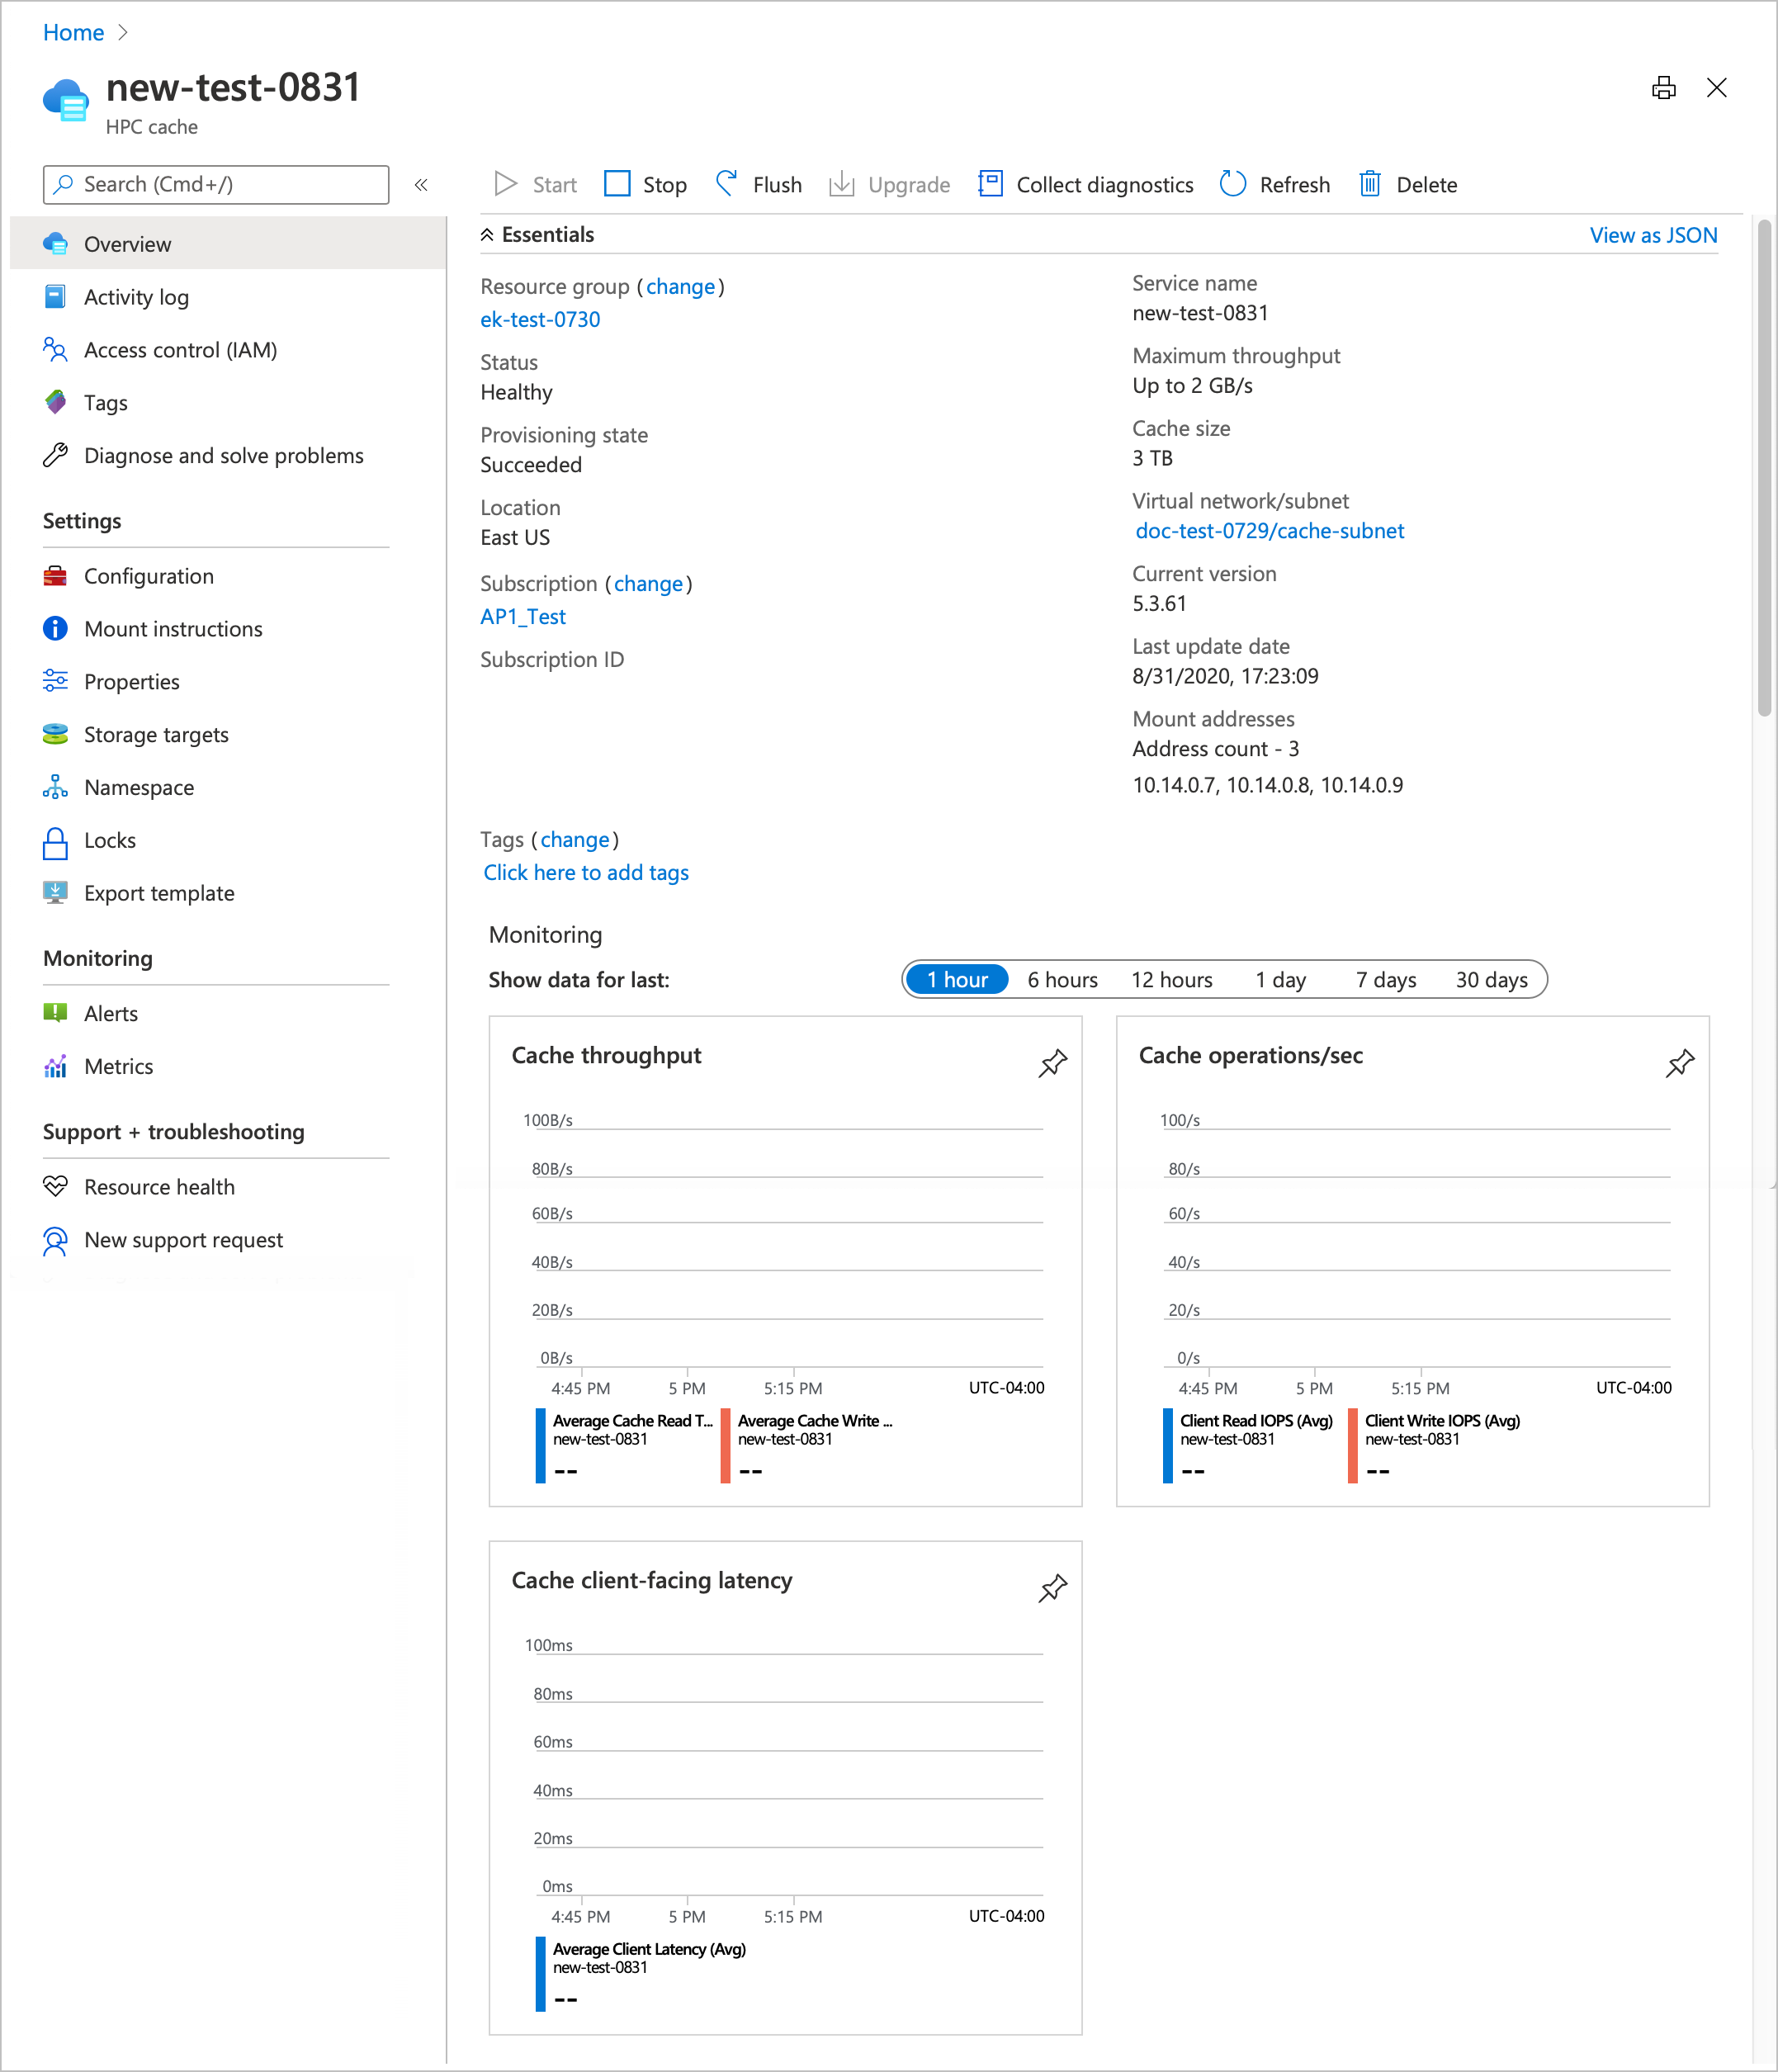 Home
new-test-0831
HPC cache
Search (Cmd+/)
«
Start
Stop
Flush
Upgrade
Collect diagnostics
Refresh
Delete
Overview
Activity log
Access control (IAM)
Tags
Diagnose and solve problems
Settings
Configuration
Mount instructions
Properties
Storage targets
Namespace
Locks
Export template
Monitoring
Alerts
Metrics
Support + troubleshooting
Resource health
New support request
Essentials
View as JSON
Resource group (change)
ek-test-0730
Status
Healthy
Provisioning state
Succeeded
Location
East US
Subscription (change)
AP1_Test
Subscription ID
Service name
new-test-0831
Maximum throughput
Up to 2 GB/s
Cache size
3 TB
Virtual network/subnet
doc-test-0729/cache-subnet
Current version
5.3.61
Last update date
8/31/2020, 17:23:09
Mount addresses
Address count - 3
10.14.0.7, 10.14.0.8, 10.14.0.9
Tags (change)
Click here to add tags
Monitoring
Show data for last:
1 hour
6 hours
12 hours
1 day
7 days
30 days
Cache throughput
100B/s
80B/s
60B/s
40B/s
20B/s
0B/s
4:45 PM
5 PM
5:15 PM
UTC-04:00
Average Cache Read T...
new-test-0831
--
Average Cache Write ...
new-test-0831
--
Cache operations/sec
100/s
80/s
60/s
40/s
20/s
0/s
4:45 PM
5 PM
5:15 PM
UTC-04:00
Client Read IOPS (Avg)
new-test-0831
--
Client Write IOPS (Avg)
new-test-0831
--
Cache client-facing latency
100ms
80ms
60ms
40ms
20ms
0ms
4:45 PM
5 PM
5:15 PM
UTC-04:00
Average Client Latency (Avg)
new-test-0831
--